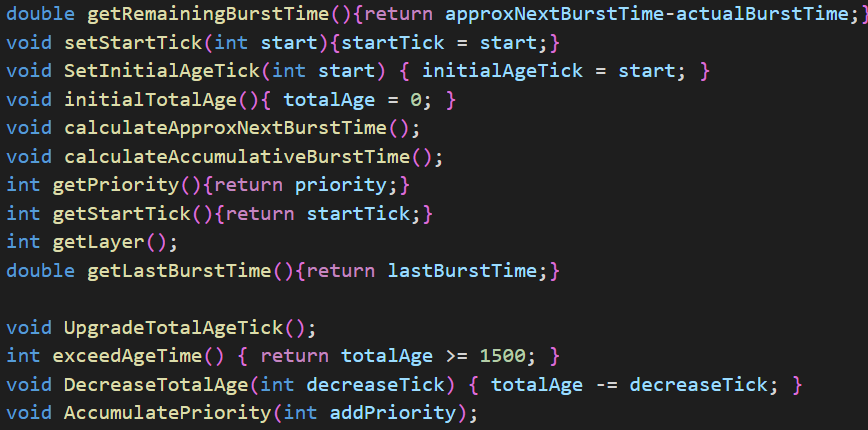 double getRemainingBurstTime(){return approxNextBurstTime-actualBurstTime;}
void setStartTick(int start){startTick = start;}
void SetInitialAgeTick(int start) { initialAgeTick = start; }
void initialTotalAge(){ totalAge = 0; }
void calculateApproxNextBurstTime();
void calculateAccumulativeBurstTime();
int getPriority(){return priority;}
int getStartTick(){return startTick;}
int getLayer();
double getLastBurstTime(){return lastBurstTime;}
void UpgradeTotalAgeTick();
int exceedAgeTime() { return totalAge >= 1500; }
void DecreaseTotalAge(int decreaseTick) { totalAge -= decreaseTick; }
void AccumulatePriority(int addPriority);